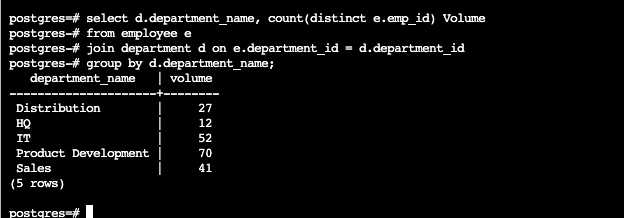 postgres=# select d.department_name, count(distinct e.emp_id) Volume
postgres-# from employee e
postgres-# join department d on e.department_id = d.department_id
postgres-# group by d.department_name;
   department_name   | volume
---------------------+--------
 Distribution        |     27
 HQ                  |     12
 IT                  |     52
 Product Development |     70
 Sales               |     41
(5 rows)

postgres=#